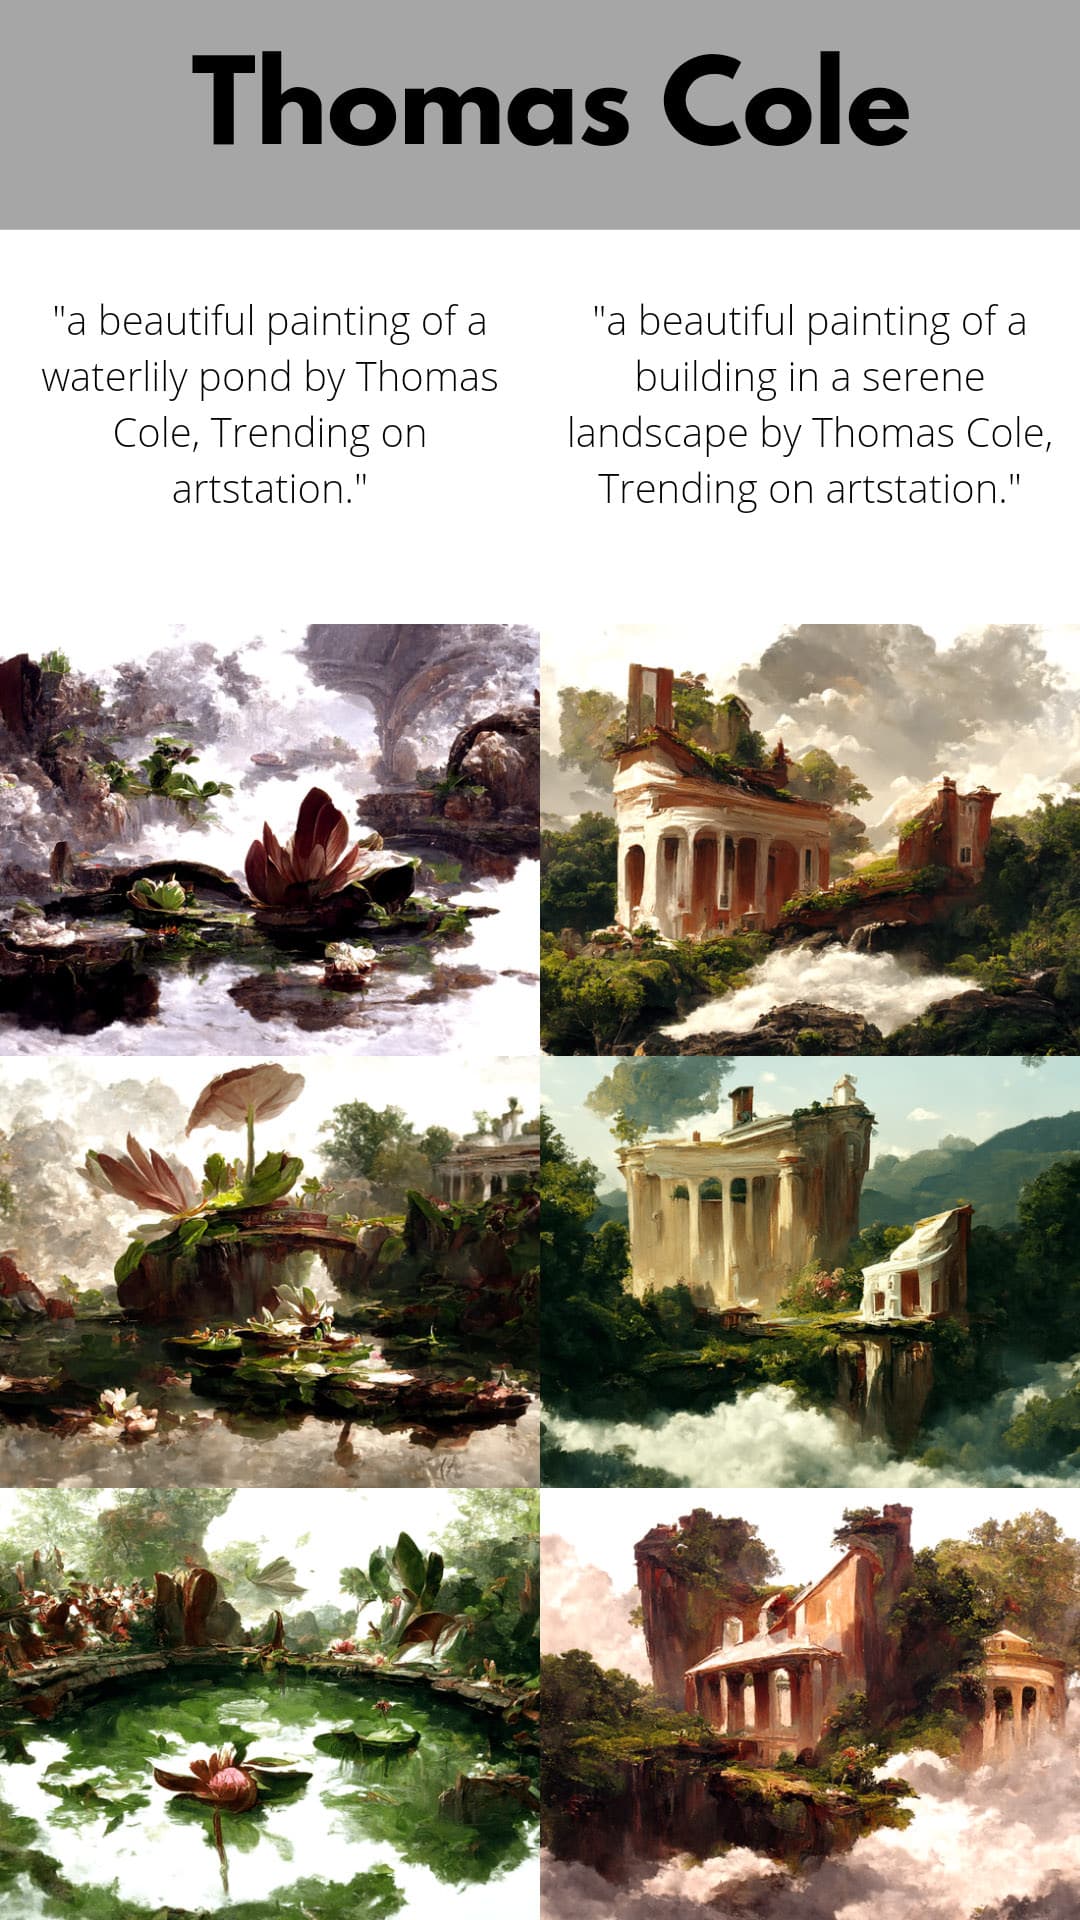 Thomas Cole
"a beautiful painting of a
waterlily pond by Thomas
Cole, Trending on
artstation."
"a beautiful painting of a
building in a serene
landscape by Thomas Cole,
Trending on artstation."